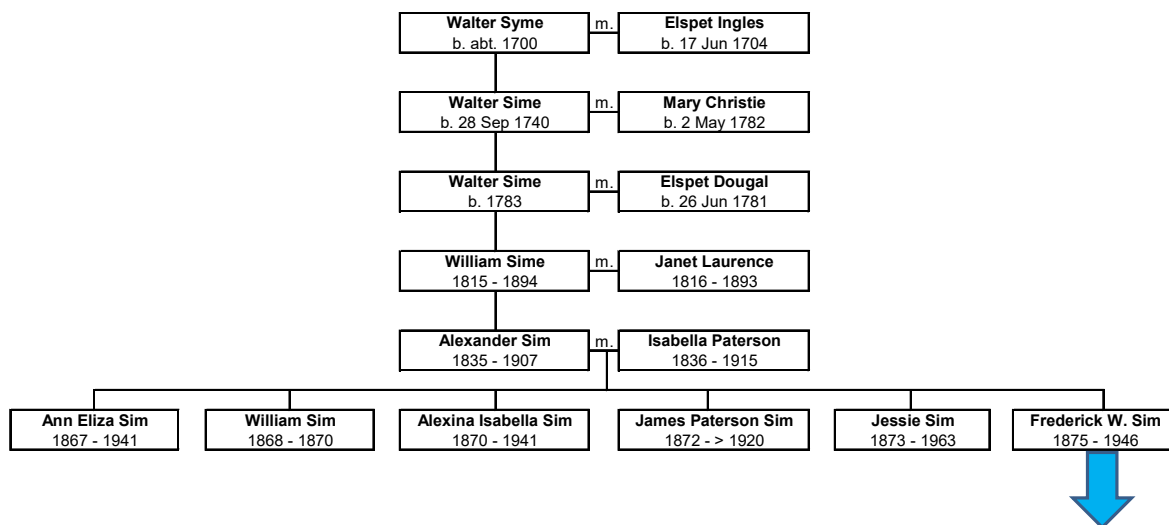 Walter Syme m. Elspet Ingles
b. abt. 1700 b. 17 Jun 1704
Walter Sime m. Mary Christie
b. 28 Sep 1740 b. 2 May 1782
Walter Sime m. Elspet Dougal
b. 1783 b. 26 Jun 1781
William Sime m. Janet Laurence
1815 - 1894 1816 - 1893
Alexander Sim m. Isabella Paterson
1835 - 1907 1836 - 1915
Ann Eliza Sim William Sim Alexina Isabella Sim James Paterson Sim Jessie Sim Frederick W. Sim
1867 - 1941 1868 - 1870 1870 - 1941 1872 - > 1920 1873 - 1963 1875 - 1946